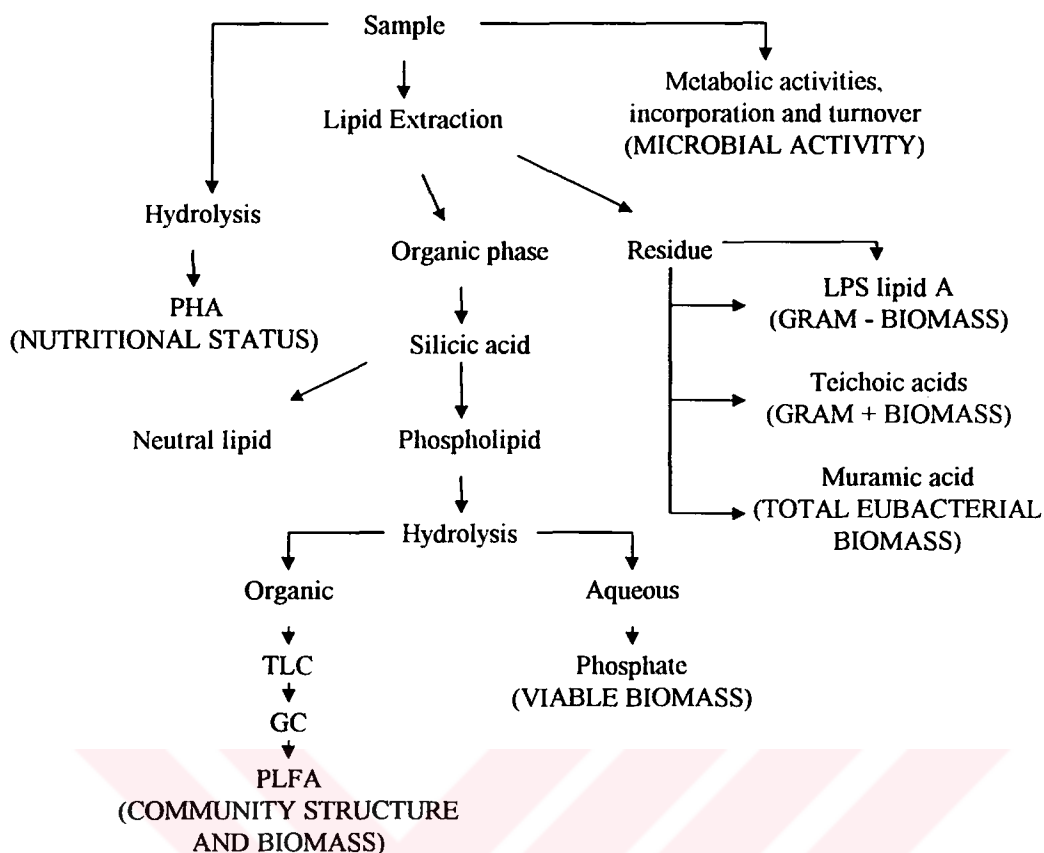 Sample
Metabolic activities,
incorporation and turnover
(MICROBIAL ACTIVITY)
Lipid Extraction
Hydrolysis
Organic phase
Residue
PHA
(NUTRITIONAL STATUS)
LPS lipid A
(GRAM - BIOMASS)
Silicic acid
Teichoic acids
(GRAM + BIOMASS)
Neutral lipid
Phospholipid
Muramic acid
(TOTAL EUBACTERIAL
BIOMASS)
Hydrolysis
Organic
Aqueous
TLC
Phosphate
(VIABLE BIOMASS)
GC
PLFA
(COMMUNITY STRUCTURE
AND BIOMASS)